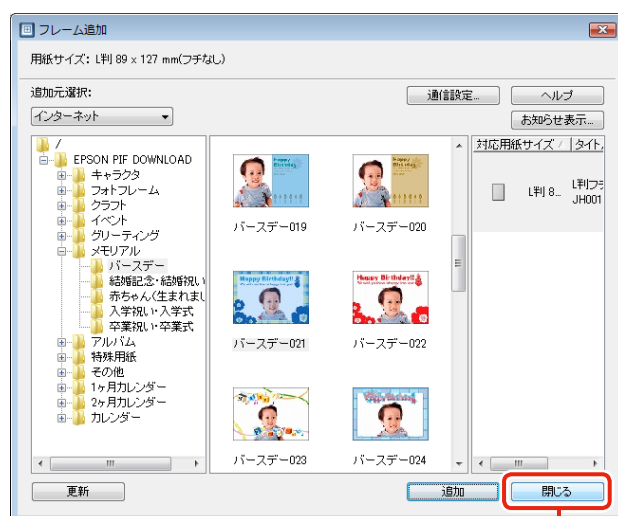 フレーム追加
用紙サイズ: L判 89 x 127 mm(フチなし)
追加元選択:
通信設定...
ヘルプ
インターネット
お知らせ表示...
/
EPSON PIF DOWNLOAD
キャラクタ
フォトフレーム
クラフト
イベント
グリーティング
メモリアル
バースデー
結婚記念・結婚祝い
赤ちゃん(生まれまし
入学祝い・入学式
卒業祝い・卒業式
アルバム
特殊用紙
その他
1ヶ月カレンダー
2ヶ月カレンダー
カレンダー
Happy Birthday
Happy Birthday
バースデー019
バースデー020
Happy Birthday!!
Happy Birthday!!
バースデー021
バースデー022
Happy Birthday
バースデー023
バースデー024
対応用紙サイズ
タイト
L判 8...
L判フ
JH001
更新
追加
閉じる